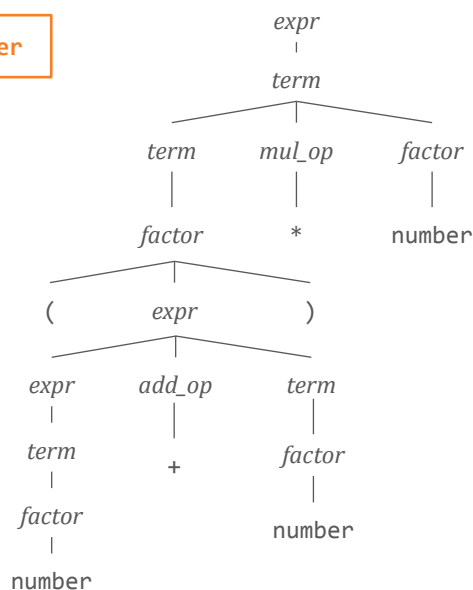 expr
er
term
term mul_op factor
factor * number
( expr )
expr add_op term
term + factor
factor number
number